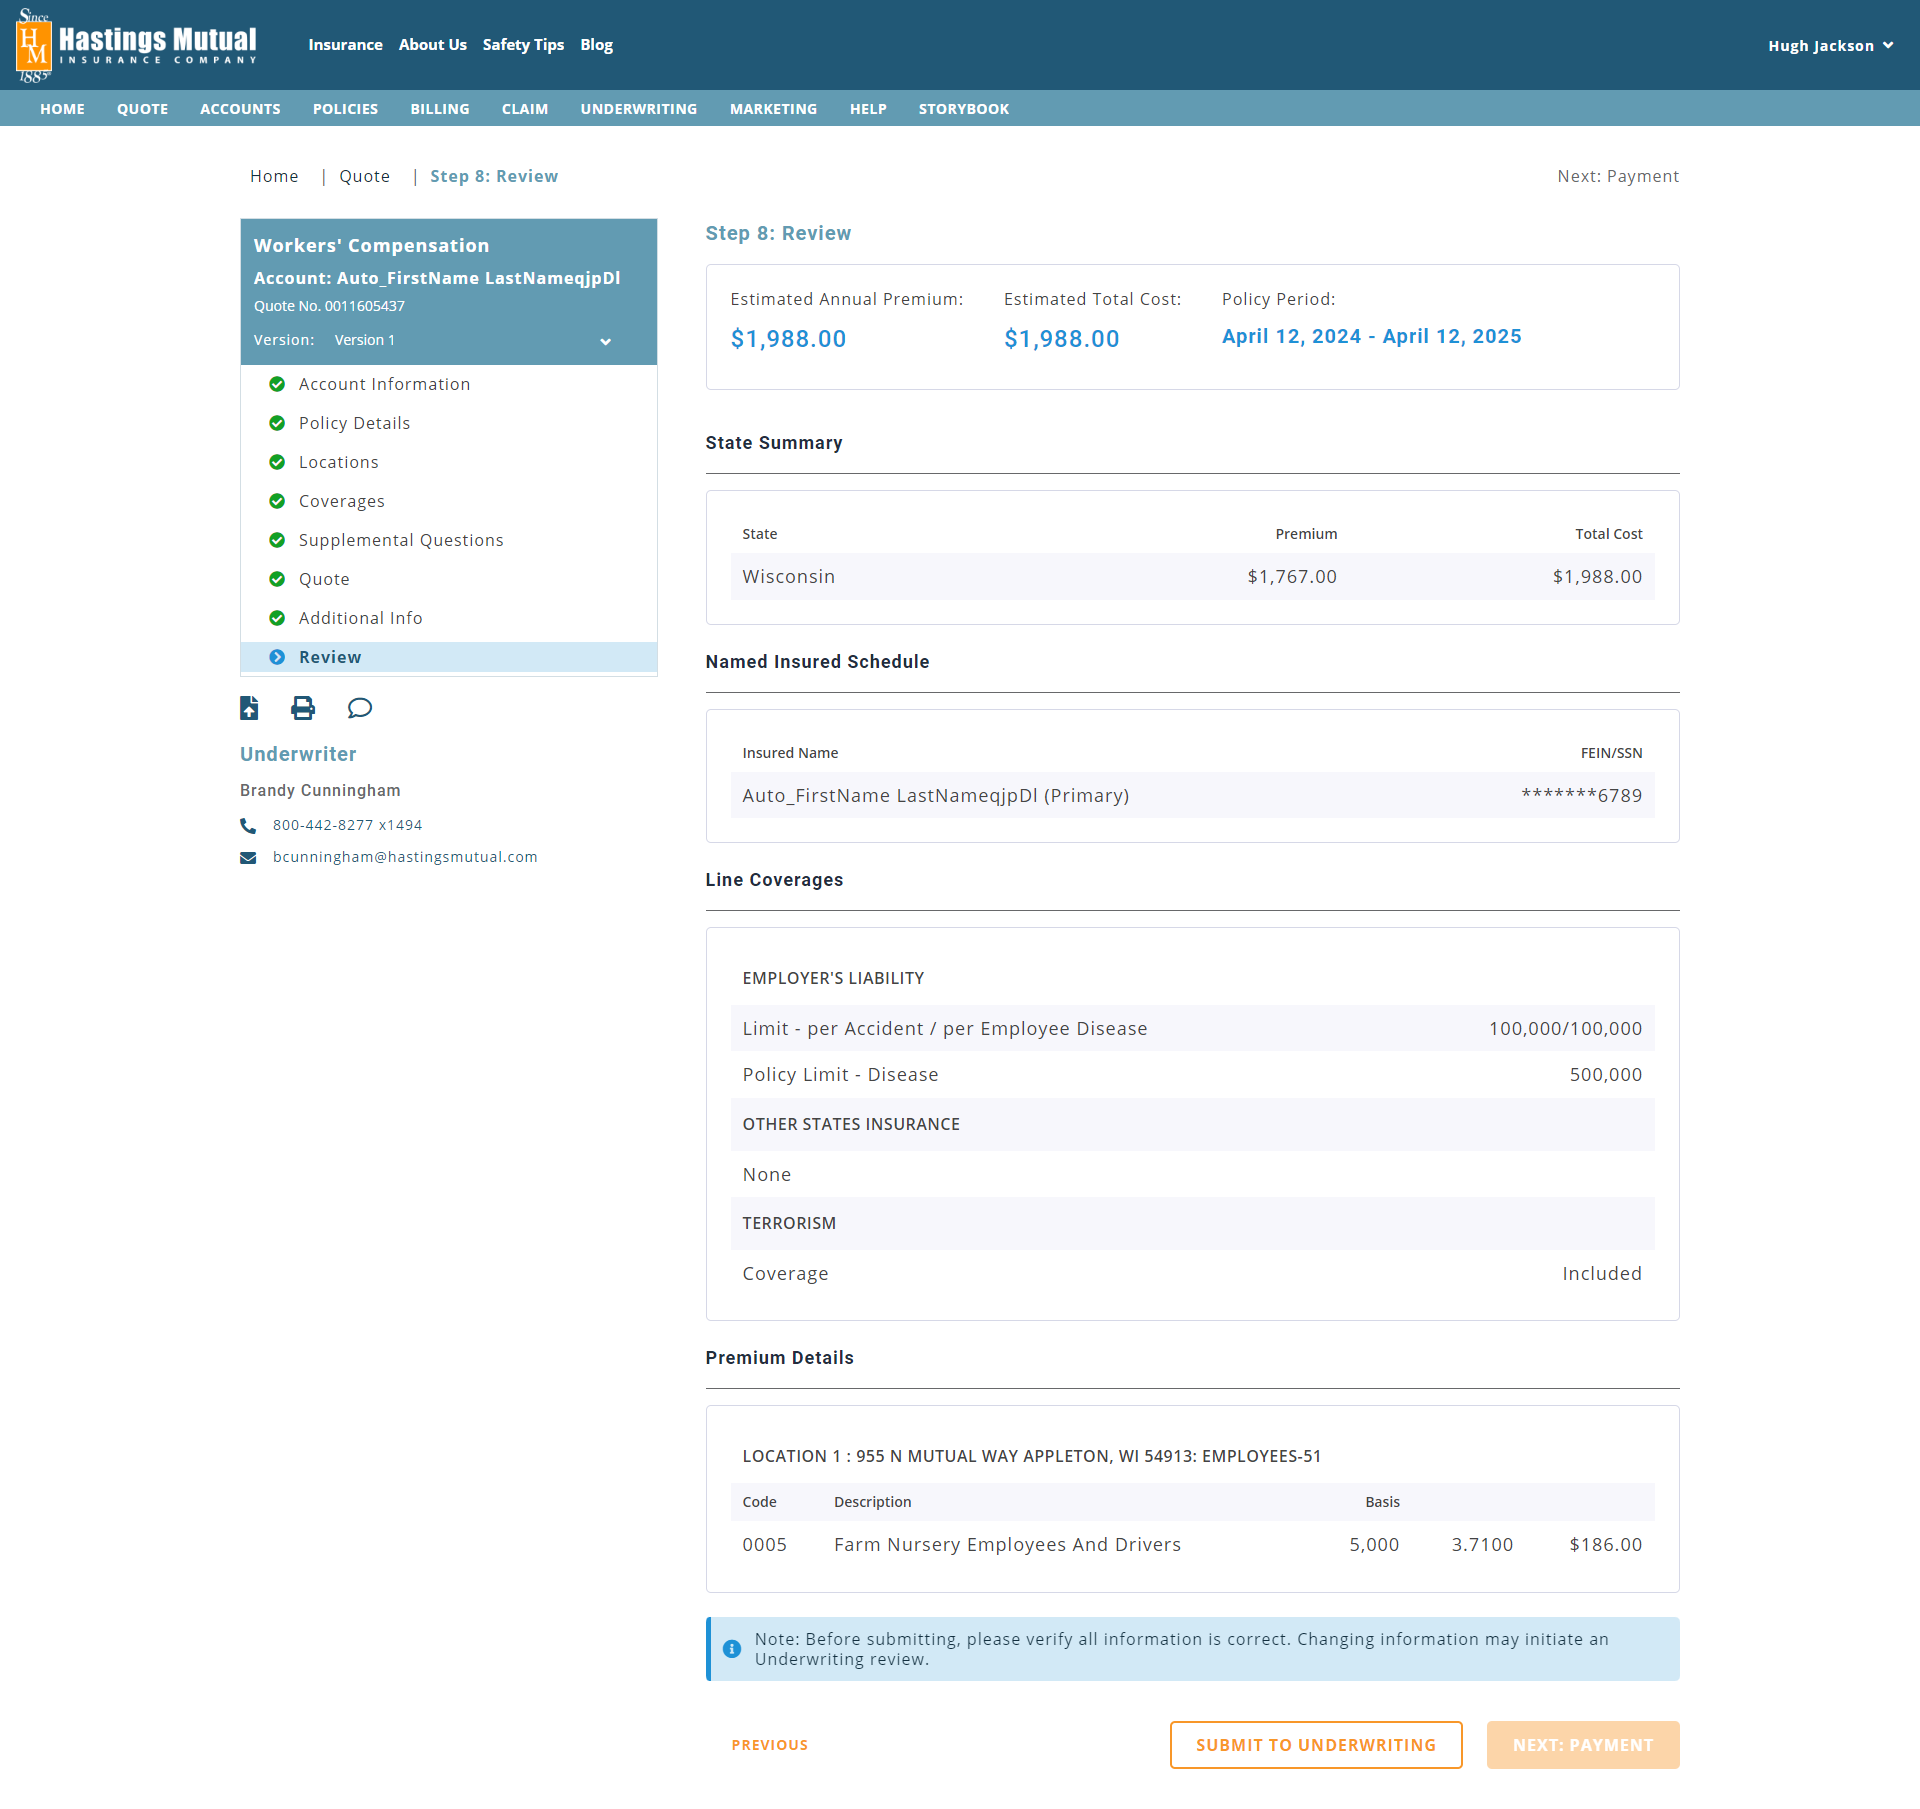 Since
HM
1885
Hastings Mutual
INSURANCE COMPANY
Insurance About Us Safety Tips Blog
Hugh Jackson
HOME QUOTE ACCOUNTS POLICIES BILLING CLAIM UNDERWRITING MARKETING HELP STORYBOOK
Home | Quote | Step 8: Review
Next: Payment
Workers' Compensation
Account: Auto_FirstName LastNameqjpDl
Quote No. 0011605437
Version: Version 1
Account Information
Policy Details
Locations
Coverages
Supplemental Questions
Quote
Additional Info
Review
Underwriter
Brandy Cunningham
800-442-8277 x1494
bcunningham@hastingsmutual.com
Step 8: Review
Estimated Annual Premium: Estimated Total Cost: Policy Period:
$1,988.00 $1,988.00 April 12, 2024 - April 12, 2025
State Summary
State Premium Total Cost
Wisconsin $1,767.00 $1,988.00
Named Insured Schedule
Insured Name FEIN/SSN
Auto_FirstName LastNameqjpDl (Primary) *******6789
Line Coverages
EMPLOYER'S LIABILITY
Limit - per Accident / per Employee Disease 100,000/100,000
Policy Limit - Disease 500,000
OTHER STATES INSURANCE
None
TERRORISM
Coverage Included
Premium Details
LOCATION 1 : 955 N MUTUAL WAY APPLETON, WI 54913: EMPLOYEES-51
Code Description Basis
0005 Farm Nursery Employees And Drivers 5,000 3.7100 $186.00
Note: Before submitting, please verify all information is correct. Changing information may initiate an
Underwriting review.
PREVIOUS SUBMIT TO UNDERWRITING NEXT: PAYMENT